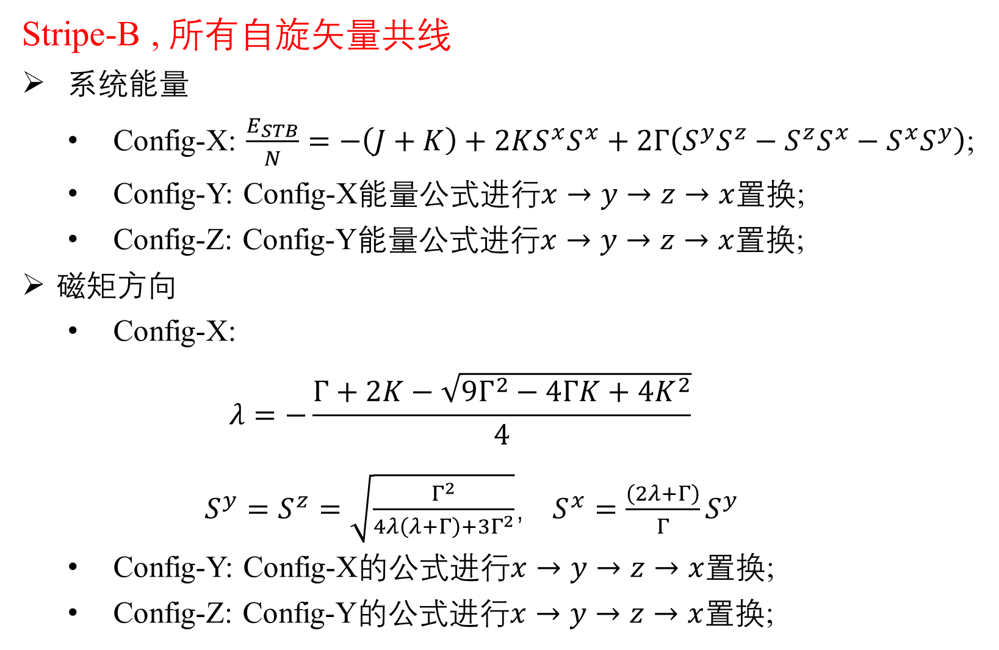 Stripe-B , 所有自旋矢量共线
➢ 系统能量
• Config-X: $\frac{E_{STB}}{N} = -(J + K) + 2KS^xS^x + 2\Gamma(S^yS^z - S^zS^x - S^xS^y)$;
• Config-Y: Config-X能量公式进行$x \to y \to z \to x$置换;
• Config-Z: Config-Y能量公式进行$x \to y \to z \to x$置换;
➢ 磁矩方向
• Config-X:
$\lambda = -\frac{\Gamma + 2K - \sqrt{9\Gamma^2 - 4\Gamma K + 4K^2}}{4}$
$S^y = S^z = \sqrt{\frac{\Gamma^2}{4\lambda(\lambda+\Gamma)+3\Gamma^2}}, \quad S^x = \frac{(2\lambda+\Gamma)}{\Gamma}S^y$
• Config-Y: Config-X的公式进行$x \to y \to z \to x$置换;
• Config-Z: Config-Y的公式进行$x \to y \to z \to x$置换;